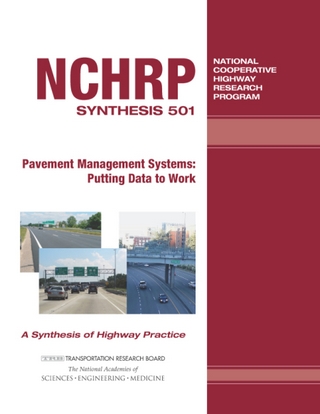 NCHRP
SYNTHESIS 501
NATIONAL
COOPERATIVE
HIGHWAY
RESEARCH
PROGRAM
Pavement Management Systems:
Putting Data to Work
A Synthesis of Highway Practice
TRB TRANSPORTATION RESEARCH BOARD
The National Academies of
SCIENCES • ENGINEERING • MEDICINE